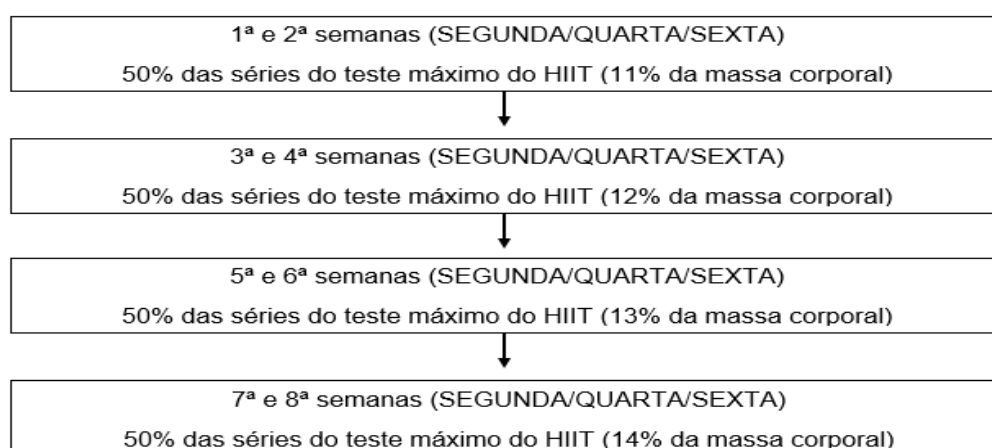 1ª e 2ª semanas (SEGUNDA/QUARTA/SEXTA)
50% das séries do teste máximo do HIIT (11% da massa corporal)
3ª e 4ª semanas (SEGUNDA/QUARTA/SEXTA)
50% das séries do teste máximo do HIIT (12% da massa corporal)
5ª e 6ª semanas (SEGUNDA/QUARTA/SEXTA)
50% das séries do teste máximo do HIIT (13% da massa corporal)
7ª e 8ª semanas (SEGUNDA/QUARTA/SEXTA)
50% das séries do teste máximo do HIIT (14% da massa corporal)